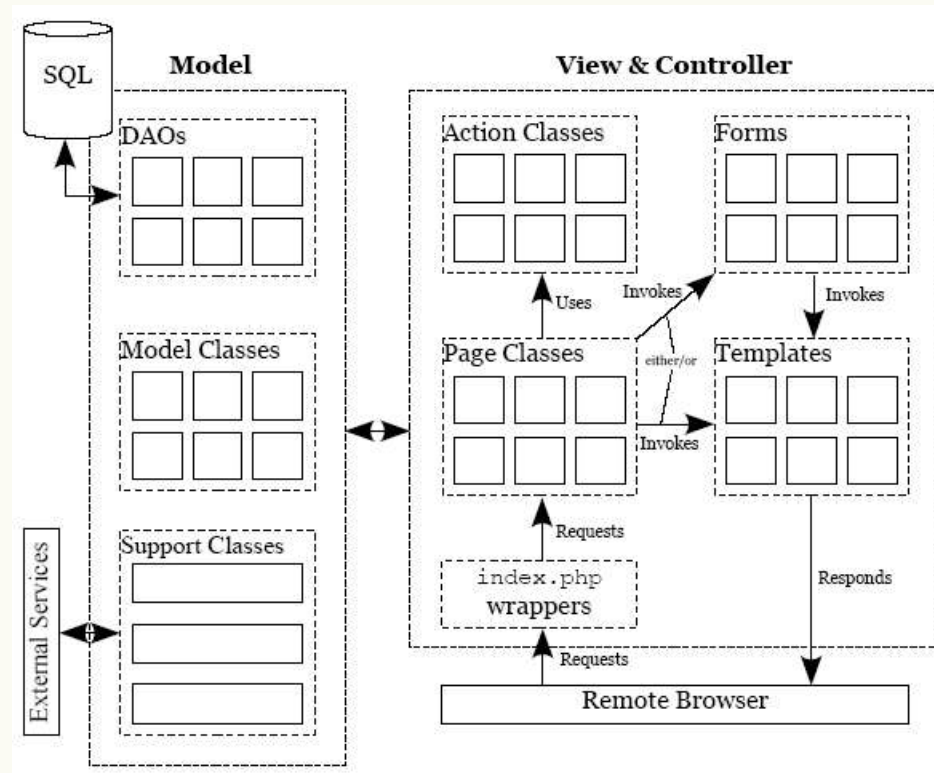 SQL
Model
View & Controller
DAOs
Action Classes
Forms
Uses
Invokes
Invokes
Model Classes
Page Classes
either/or
Templates
Invokes
Support Classes
Requests
index.php
wrappers
Responds
External Services
Requests
Remote Browser